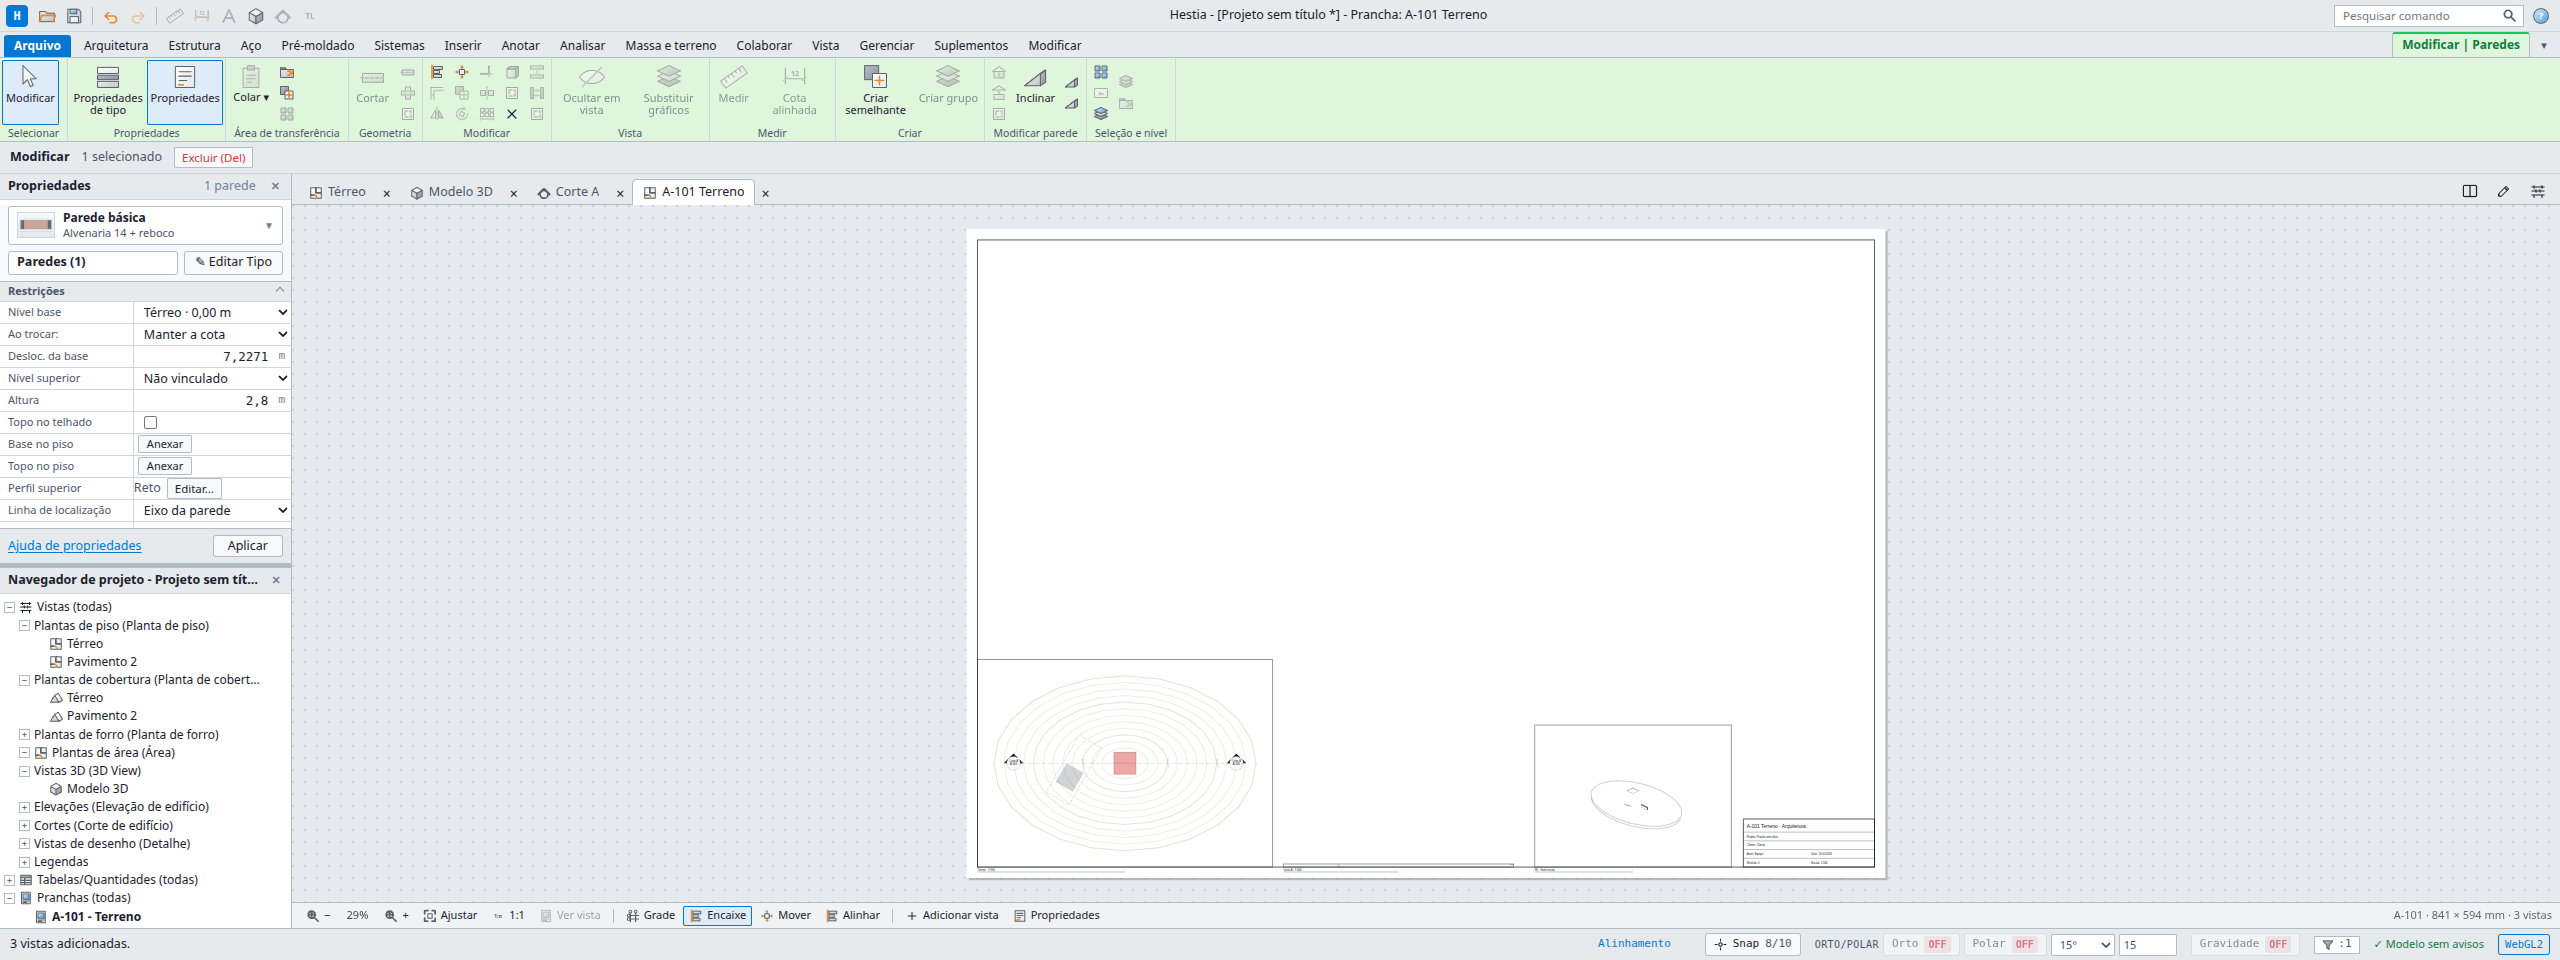 H
TL
Hestia - [Projeto sem título *] - Prancha: A-101 Terreno
Pesquisar comando
?
Arquivo Arquitetura Estrutura Aço Pré-moldado Sistemas Inserir Anotar Analisar Massa e terreno Colaborar Vista Gerenciar Suplementos Modificar
Modificar | Paredes
Modificar
Propriedades de tipo
Propriedades
Colar
Cortar
Ocultar em vista
Substituir gráficos
Medir
Cota alinhada
Criar semelhante
Criar grupo
Inclinar
Selecionar Propriedades Área de transferência Geometria Modificar Vista Medir Criar Modificar parede Seleção e nível
Modificar 1 selecionado Excluir (Del)
Propriedades 1 parede ×
Parede básica
Alvenaria 14 + reboco
Paredes (1) ✎ Editar Tipo
Restrições
Nível base Térreo · 0,00 m
Ao trocar: Manter a cota
Desloc. da base 7,2271 m
Nível superior Não vinculado
Altura 2,8 m
Topo no telhado
Base no piso Anexar
Topo no piso Anexar
Perfil superior Reto Editar...
Linha de localização Eixo da parede
Ajuda de propriedades Aplicar
Navegador de projeto - Projeto sem tít... ×
Vistas (todas)
Plantas de piso (Planta de piso)
Térreo
Pavimento 2
Plantas de cobertura (Planta de cobert...
Térreo
Pavimento 2
Plantas de forro (Planta de forro)
Plantas de área (Área)
Vistas 3D (3D View)
Modelo 3D
Elevações (Elevação de edifício)
Cortes (Corte de edifício)
Vistas de desenho (Detalhe)
Legendas
Tabelas/Quantidades (todas)
Pranchas (todas)
A-101 - Terreno
Térreo × Modelo 3D × Corte A × A-101 Terreno ×
A-101 Terreno - Arquitetura
− 29% + Ajustar 1:1 Ver vista Grade Encaixe Mover Alinhar + Adicionar vista Propriedades
A-101 · 841 × 594 mm · 3 vistas
3 vistas adicionadas.
Alinhamento Snap 8/10 ORTO/POLAR Orto OFF Polar OFF 15° 15 Gravidade OFF :1 ✓ Modelo sem avisos WebGL2